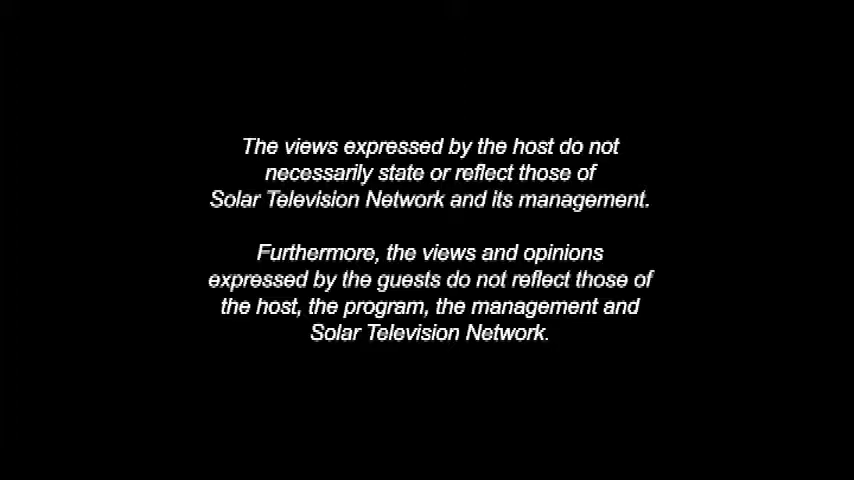 The views expressed by the host do not
necessarily state or reflect those of
Solar Television Network and its management.
Furthermore, the views and opinions
expressed by the guests do not reflect those of
the host, the program, the management and
Solar Television Network.